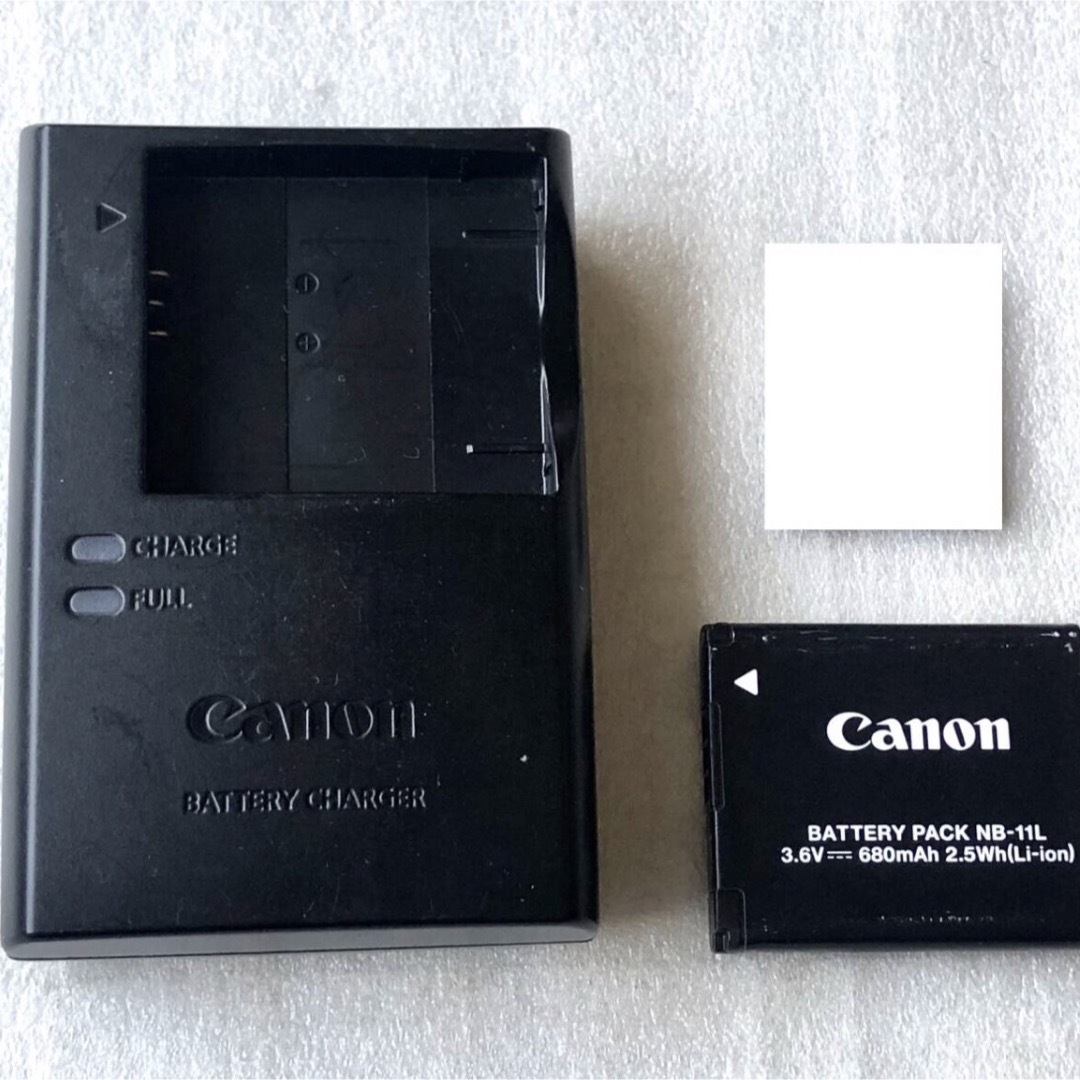 CHARGE
FULL
Canon
BATTERY CHARGER
Canon
BATTERY PACK NB-11L
3.6V⎓ 680mAh 2.5Wh(Li-ion)